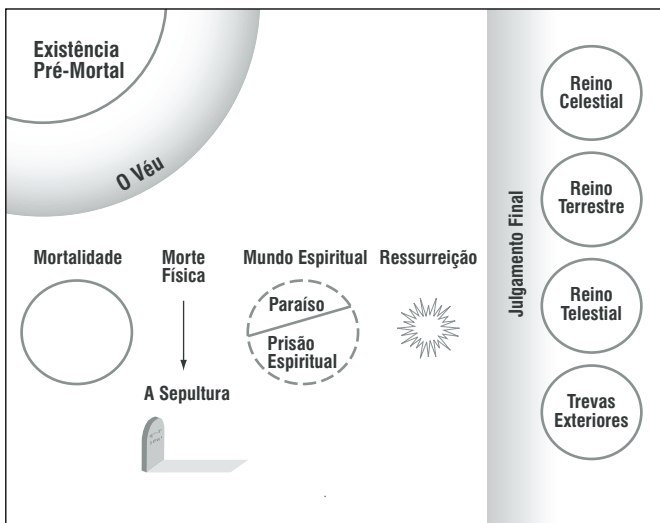 Existência
Pré-Mortal
O Véu
Mortalidade
Morte
Física
A Sepultura
Mundo Espiritual
Paraíso
Prisão
Espiritual
Ressurreição
Julgamento Final
Reino
Celestial
Reino
Terrestre
Reino
Telestial
Trevas
Exteriores